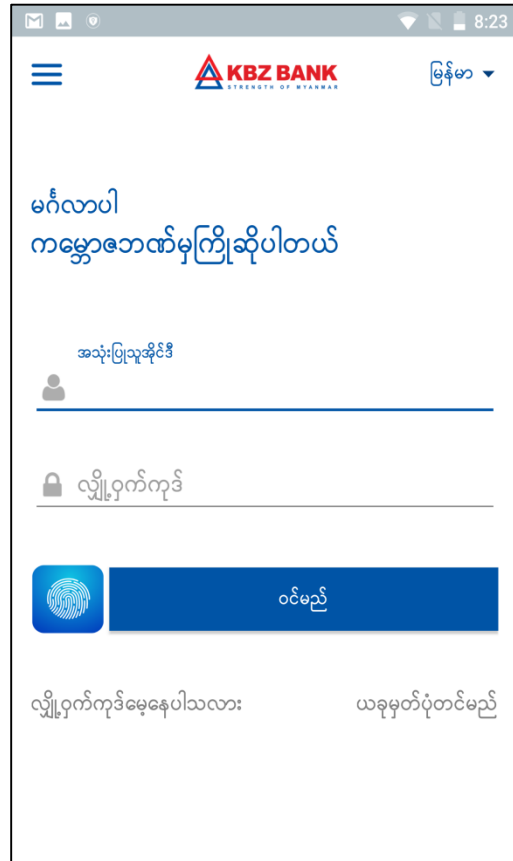 8:23
KBZ BANK
STRENGTH OF MYANMAR
မြန်မာ
မင်္ဂလာပါ
ကမ္ဘောဇဘဏ်မှကြိုဆိုပါတယ်
အသုံးပြုသူအိုင်ဒီ
လျှို့ဝှက်ကုဒ်
ဝင်မည်
လျှို့ဝှက်ကုဒ်မေ့နေပါသလား
ယခုမှတ်ပုံတင်မည်